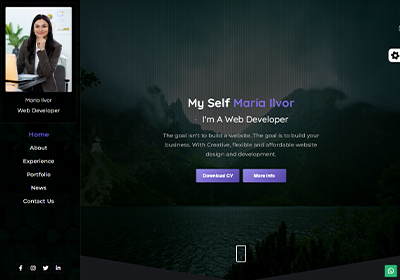 Maria Ilvor
Web Developer
Home
About
Experience
Portfolio
News
Contact Us
My Self Maria Ilvor
I'm A Web Developer
The goal isn't to build a website. The goal is to build your
business. With Creative, flexible and affordable website
design and development.
Download CV
More Info